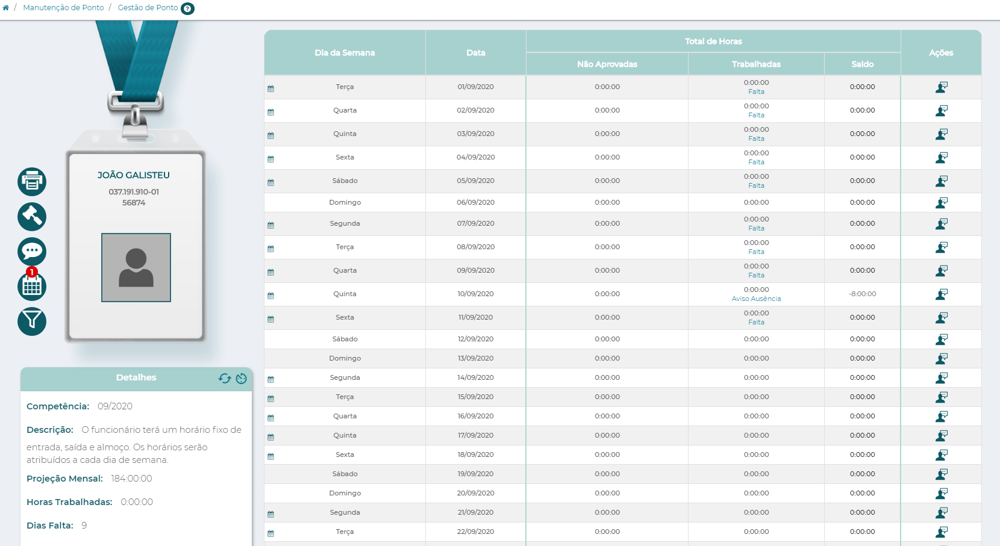 / Manutenção de Ponto / Gestão de Ponto ?
JOÃO GALISTEU
037.191.910-01
56874
1
Detalhes
Competência: 09/2020
Descrição: O funcionário terá um horário fixo de
entrada, saída e almoço. Os horários serão
atribuídos a cada dia de semana.
Projeção Mensal: 184:00:00
Horas Trabalhadas: 0:00:00
Dias Falta: 9
Dia da Semana Data Total de Horas Ações
Não Aprovadas Trabalhadas Saldo
Terça 01/09/2020 0:00:00 0:00:00 0:00:00
Falta
Quarta 02/09/2020 0:00:00 0:00:00 0:00:00
Falta
Quinta 03/09/2020 0:00:00 0:00:00 0:00:00
Falta
Sexta 04/09/2020 0:00:00 0:00:00 0:00:00
Falta
Sábado 05/09/2020 0:00:00 0:00:00 0:00:00
Falta
Domingo 06/09/2020 0:00:00 0:00:00 0:00:00
Segunda 07/09/2020 0:00:00 0:00:00 0:00:00
Falta
Terça 08/09/2020 0:00:00 0:00:00 0:00:00
Falta
Quarta 09/09/2020 0:00:00 0:00:00 0:00:00
Falta
Quinta 10/09/2020 0:00:00 0:00:00 -8:00:00
Aviso Ausência
Sexta 11/09/2020 0:00:00 0:00:00 0:00:00
Falta
Sábado 12/09/2020 0:00:00 0:00:00 0:00:00
Domingo 13/09/2020 0:00:00 0:00:00 0:00:00
Segunda 14/09/2020 0:00:00 0:00:00 0:00:00
Terça 15/09/2020 0:00:00 0:00:00 0:00:00
Quarta 16/09/2020 0:00:00 0:00:00 0:00:00
Quinta 17/09/2020 0:00:00 0:00:00 0:00:00
Sexta 18/09/2020 0:00:00 0:00:00 0:00:00
Sábado 19/09/2020 0:00:00 0:00:00 0:00:00
Domingo 20/09/2020 0:00:00 0:00:00 0:00:00
Segunda 21/09/2020 0:00:00 0:00:00 0:00:00
Terça 22/09/2020 0:00:00 0:00:00 0:00:00